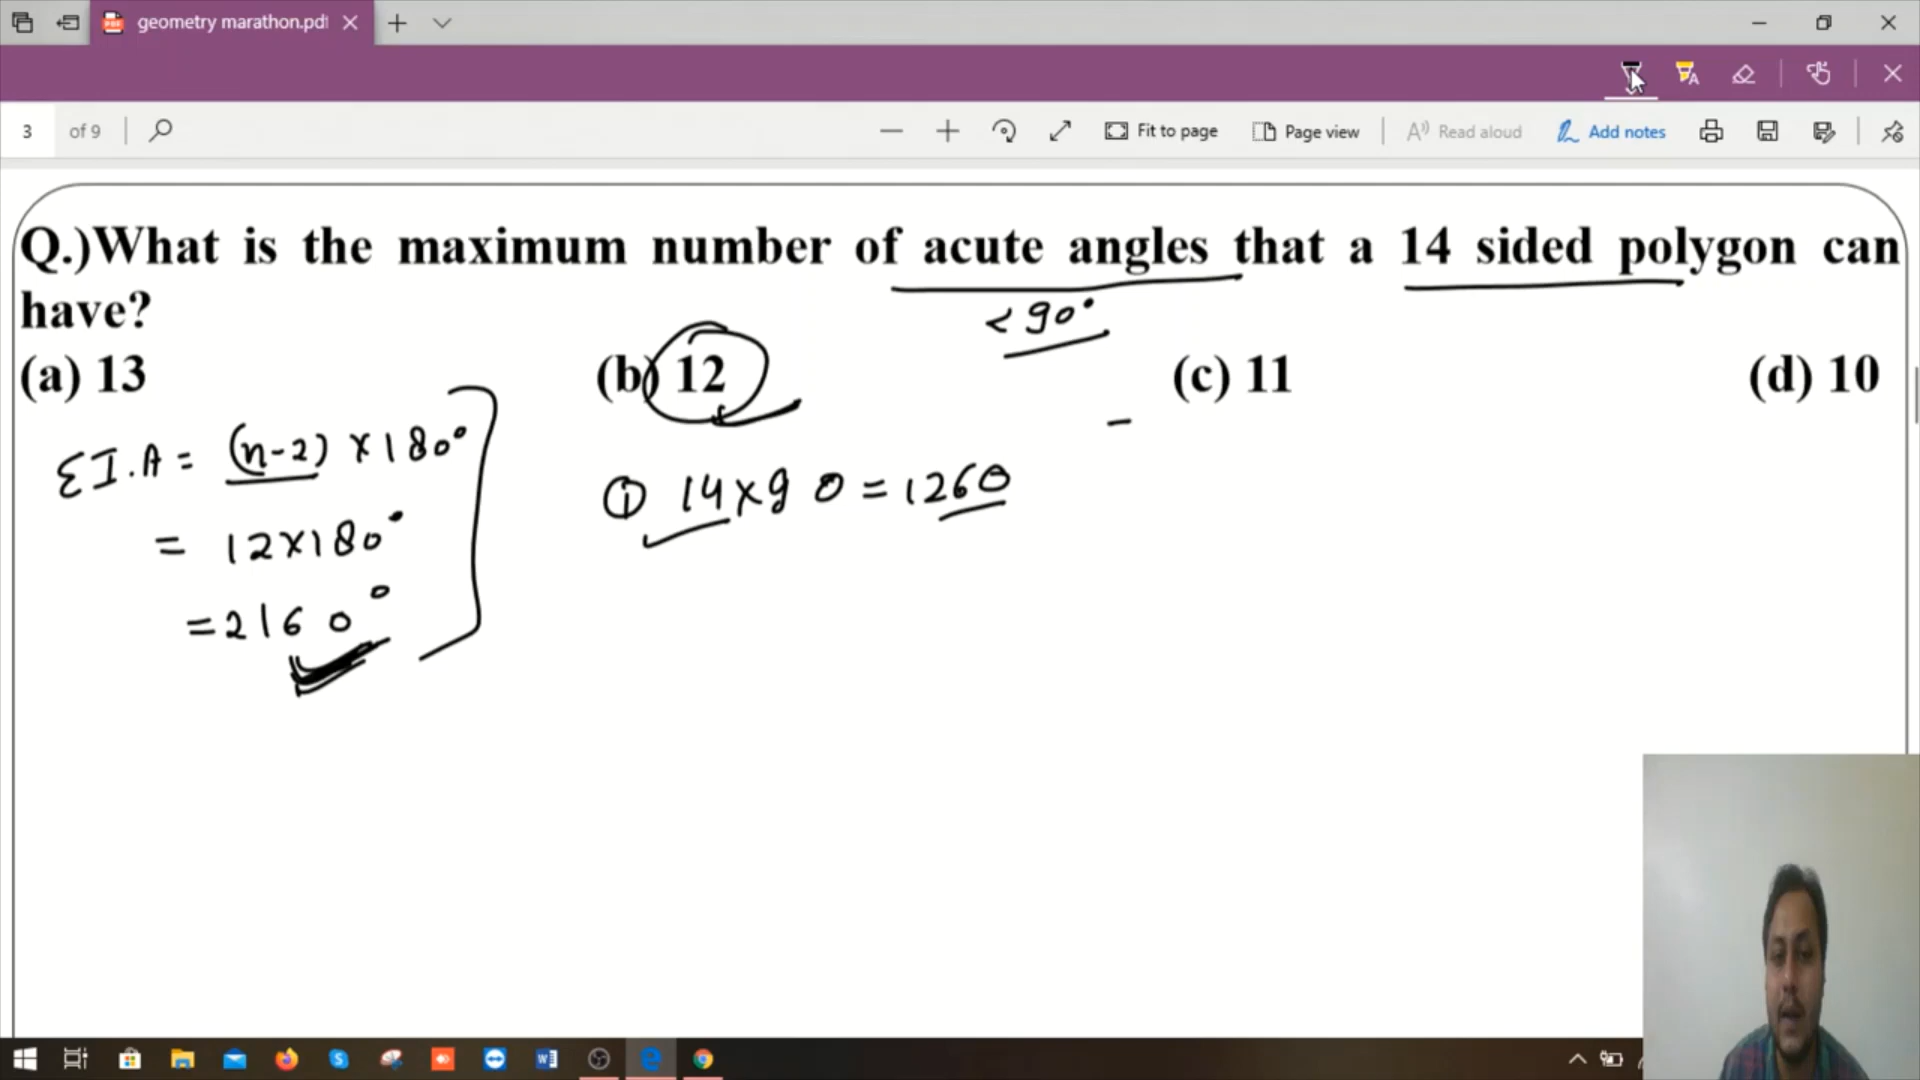 geometry marathon.pdf
3 of 9
Fit to page
Page view
Read aloud
Add notes
Q.)What is the maximum number of acute angles that a 14 sided polygon can
have?
<90°
(a) 13 (b) 12 (c) 11 (d) 10
ΣI.A = (n-2) × 180°
= 12×180°
= 2160°
① 14×90 = 1260
-